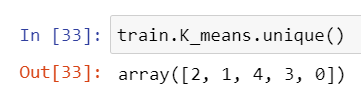 In [33]: train.K_means.unique()
Out[33]: array([2, 1, 4, 3, 0])